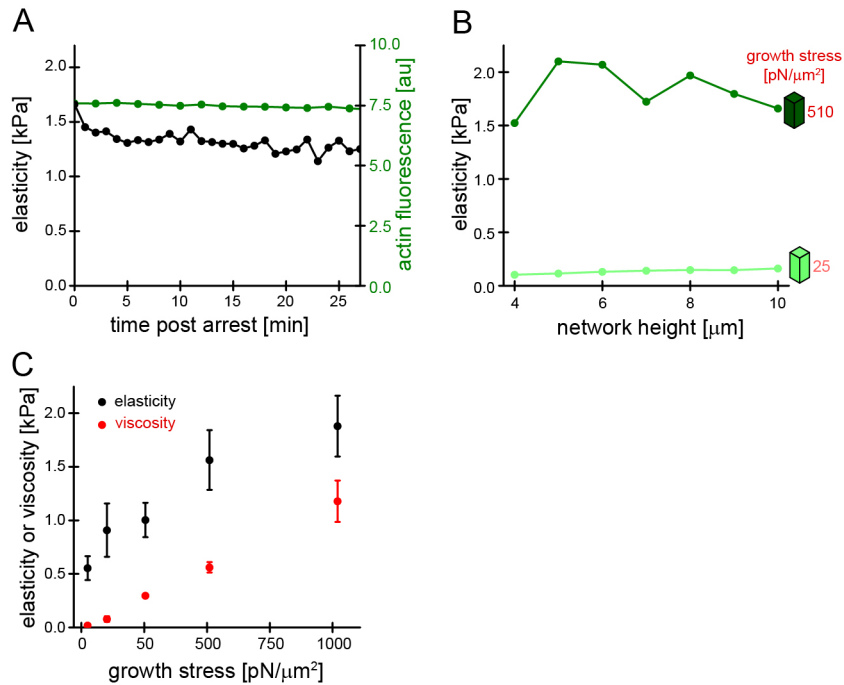 A
elasticity [kPa]
2.0
1.5
1.0
0.5
0.0
0
5
10
15
20
25
time post arrest [min]
10.0
7.5
5.0
2.5
0.0
actin fluorescence [au]
B
elasticity [kPa]
2.0
1.5
1.0
0.5
0.0
4
6
8
10
network height [μm]
growth stress
[pN/μm²]
510
25
C
elasticity or viscosity [kPa]
2.0
1.5
1.0
0.5
0.0
elasticity
viscosity
0
50
500
750
1000
growth stress [pN/μm²]